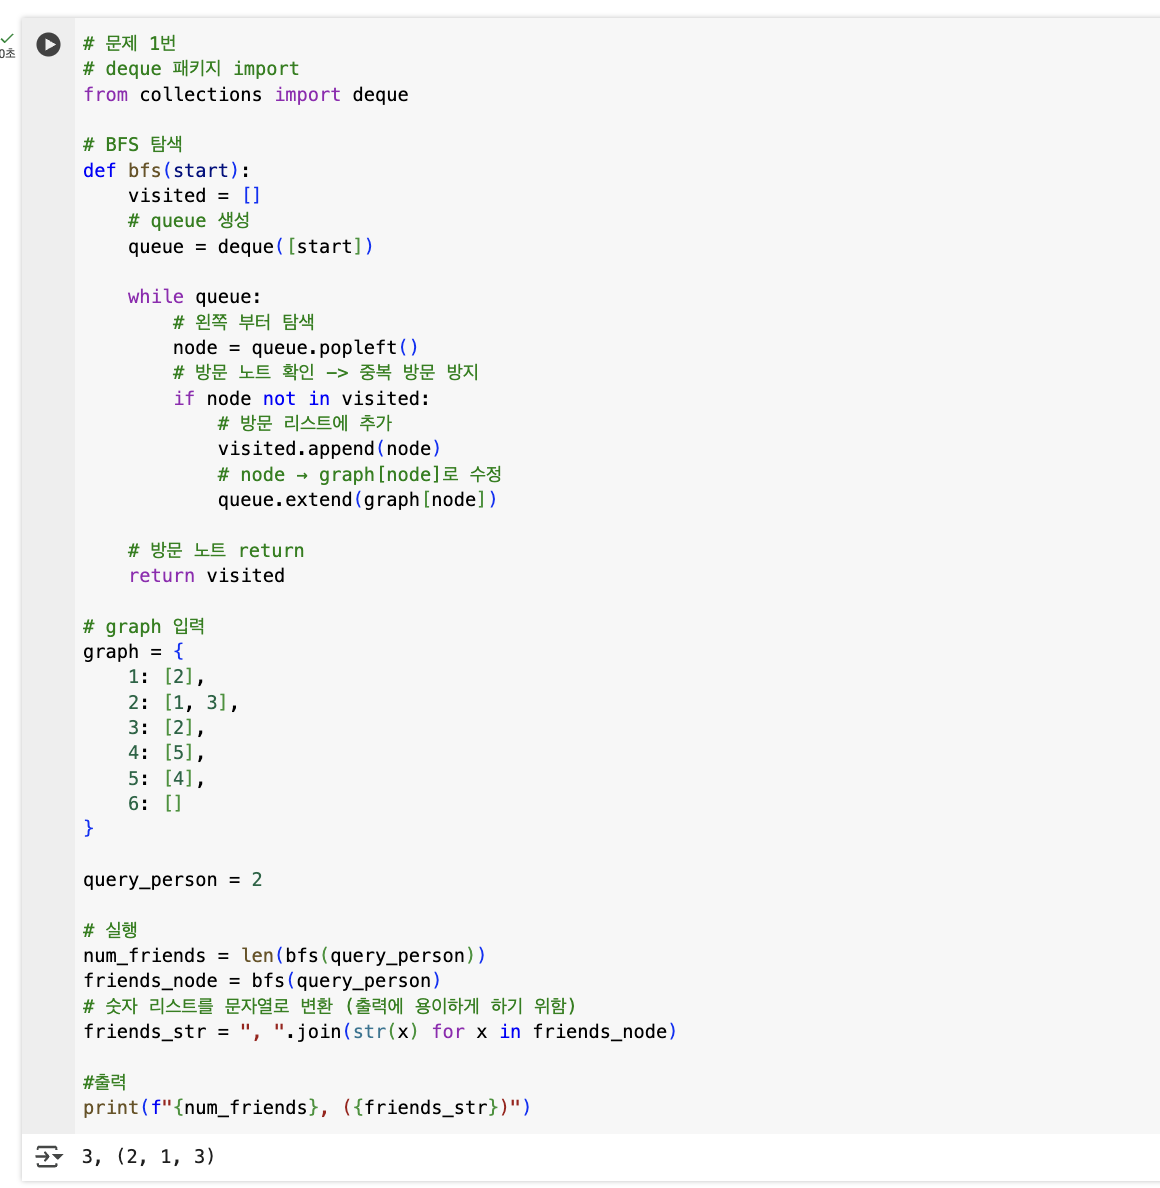 0초
# 문제 1번
# deque 패키지 import
from collections import deque
# BFS 탐색
def bfs(start):
    visited = []
    # queue 생성
    queue = deque([start])
    while queue:
        # 왼쪽 부터 탐색
        node = queue.popleft()
        # 방문 노트 확인 -> 중복 방문 방지
        if node not in visited:
            # 방문 리스트에 추가
            visited.append(node)
            # node → graph[node]로 수정
            queue.extend(graph[node])
    # 방문 노트 return
    return visited
# graph 입력
graph = {
    1: [2],
    2: [1, 3],
    3: [2],
    4: [5],
    5: [4],
    6: []
}
query_person = 2
# 실행
num_friends = len(bfs(query_person))
friends_node = bfs(query_person)
# 숫자 리스트를 문자열로 변환 (출력에 용이하게 하기 위함)
friends_str = ", ".join(str(x) for x in friends_node)
#출력
print(f"{num_friends}, ({friends_str})")
3, (2, 1, 3)